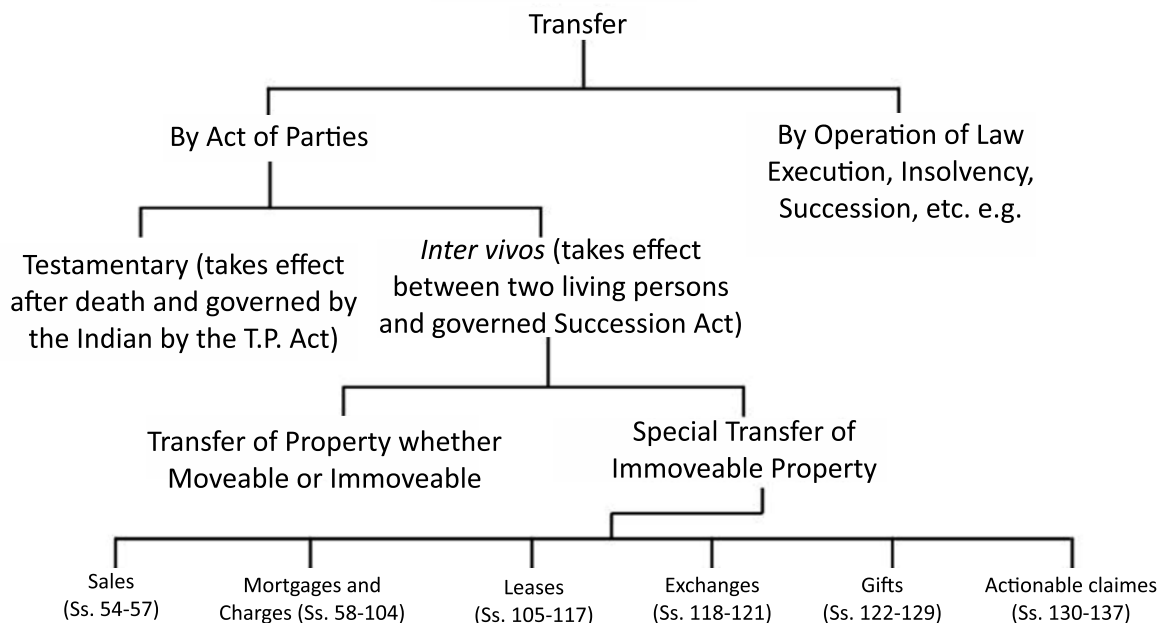 Transfer
By Act of Parties
By Operation of Law
Execution, Insolvency,
Succession, etc. e.g.
Testamentary (takes effect
after death and governed by
the Indian by the T.P. Act)
Inter vivos (takes effect
between two living persons
and governed Succession Act)
Transfer of Property whether
Moveable or Immoveable
Special Transfer of
Immoveable Property
Sales
(Ss. 54-57)
Mortgages and
Charges (Ss. 58-104)
Leases
(Ss. 105-117)
Exchanges
(Ss. 118-121)
Gifts
(Ss. 122-129)
Actionable claimes
(Ss. 130-137)